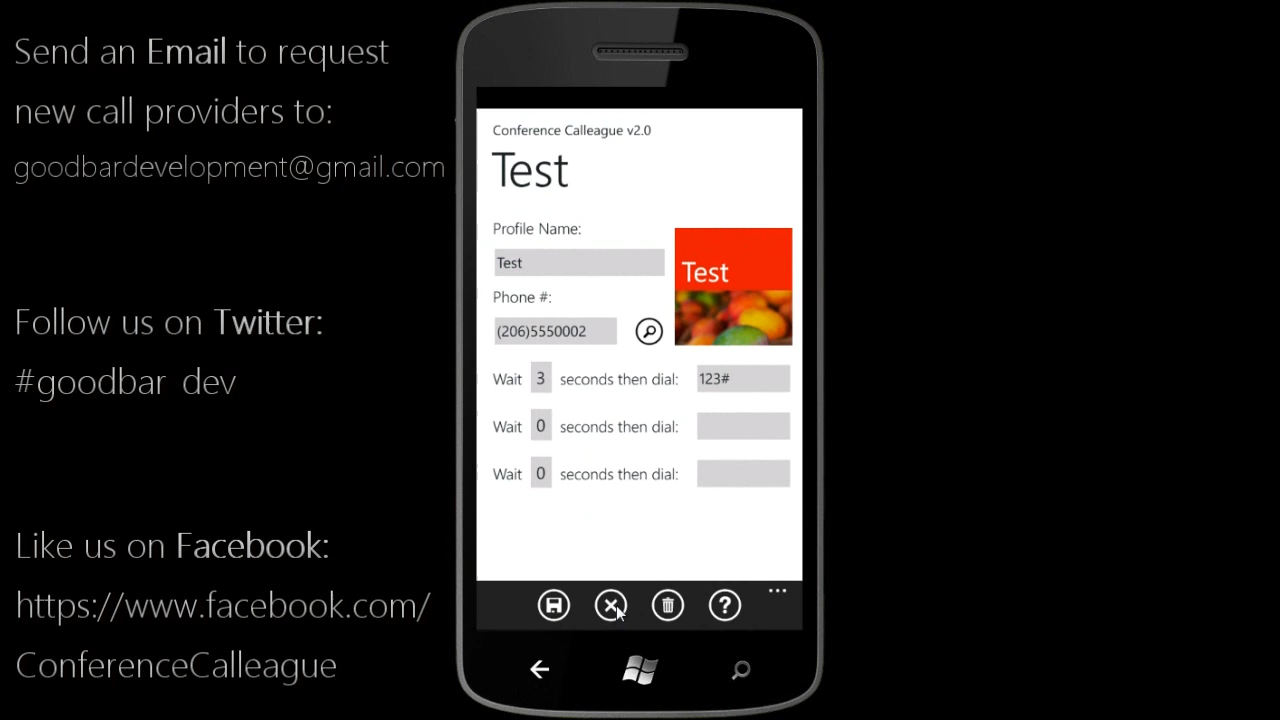 Send an Email to request
new call providers to:
goodbardevelopment@gmail.com
Follow us on Twitter:
#goodbar_dev
Like us on Facebook:
https://www.facebook.com/
ConferenceCalleague
Conference Calleague v2.0
Test
Profile Name:
Test
Test
Phone #:
(206)5550002
Wait 3 seconds then dial: 123#
Wait 0 seconds then dial:
Wait 0 seconds then dial: